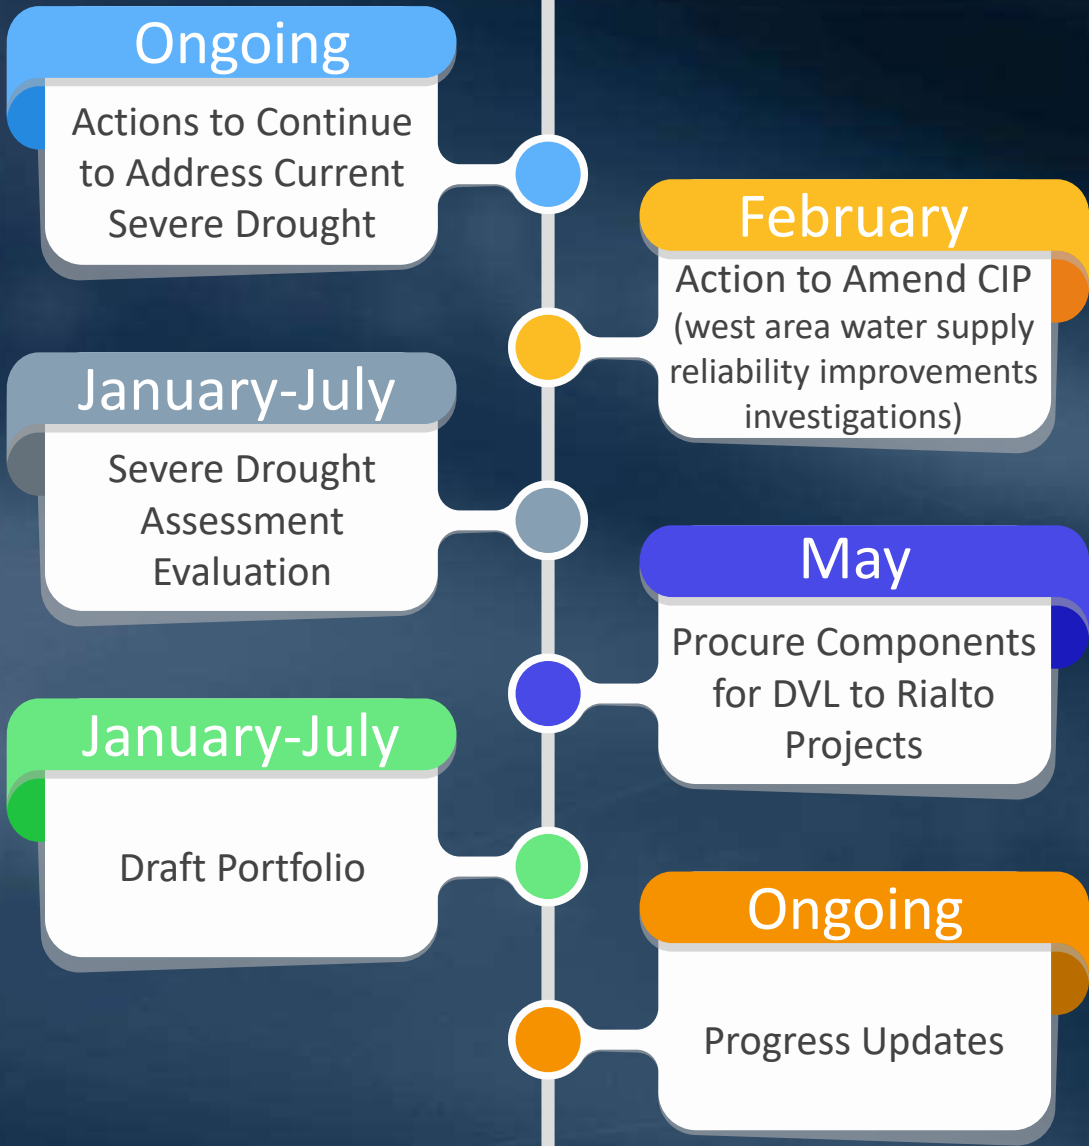 Ongoing
Actions to Continue
to Address Current
Severe Drought
February
Action to Amend CIP
(west area water supply
reliability improvements
investigations)
January-July
Severe Drought
Assessment
Evaluation
May
Procure Components
for DVL to Rialto
Projects
January-July
Draft Portfolio
Ongoing
Progress Updates